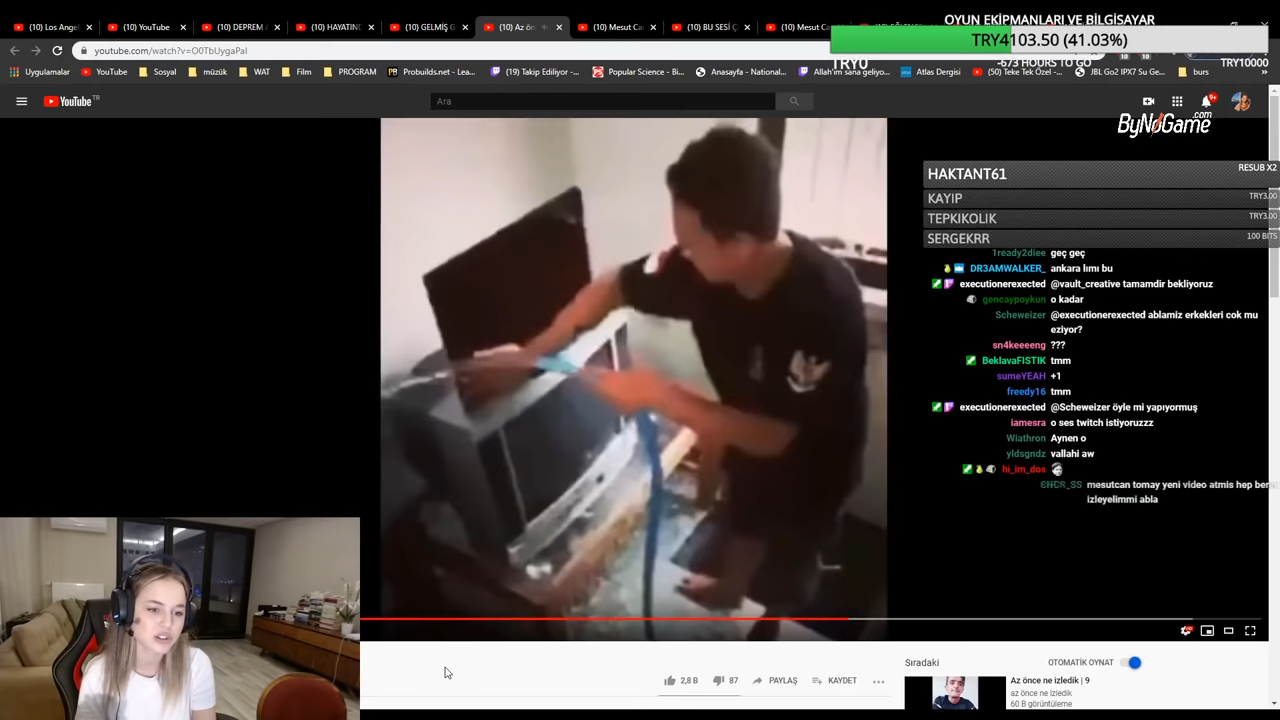 (10) Los Angel
(10) YouTube
(10) DEPREM A
(10) HAYATIND
(10) GELMİŞ G
(10) Az ön
(10) Mesut Can
(10) BU SESİ Ç
(10) Mesut Ca
OYUN EKİPMANLARI VE BİLGİSAYAR
TRY4103.50 (41.03%)
TRY0
-673 HOURS TO GO
TRY10000
youtube.com/watch?v=O0TbUygaPaI
Uygulamalar
YouTube
Sosyal
müzük
WAT
Film
PROGRAM
Probuilds.net - Lea...
(19) Takip Ediliyor -...
Popular Science - Bi...
Anasayfa - National...
Allah'ım sana geliyo...
Atlas Dergisi
(50) Teke Tek Özel -...
JBL Go2 IPX7 Su Ge...
burs
YouTube TR
Ara
9+
ByNoGame.com
HAKTANT61 RESUB X2
KAYIP TRY3.00
TEPKIKOLIK TRY3.00
SERGEKRR 100 BITS
1ready2diee geç geç
DR3AMWALKER_ ankara lımı bu
executionerexected @vault_creative tamamdir bekliyoruz
gencaypoykun o kadar
Scheweizer @executionerexected ablamiz erkekleri cok mu
eziyor?
sn4keeeeng ???
BeklavaFISTIK tmm
sumeYEAH +1
freedy16 tmm
executionerexected @Scheweizer öyle mi yapıyormuş
iamesra o ses twitch istiyoruzzz
Wiathron Aynen o
yldsgndz vallahi aw
hi_im_dos
mesutcan tomay yeni video atmis hep
izleyelimmi abla
Sıradaki
OTOMATİK OYNAT
2,8 B
87
PAYLAŞ
KAYDET
Az önce ne izledik | 9
az önce ne izledik
60 B görüntüleme